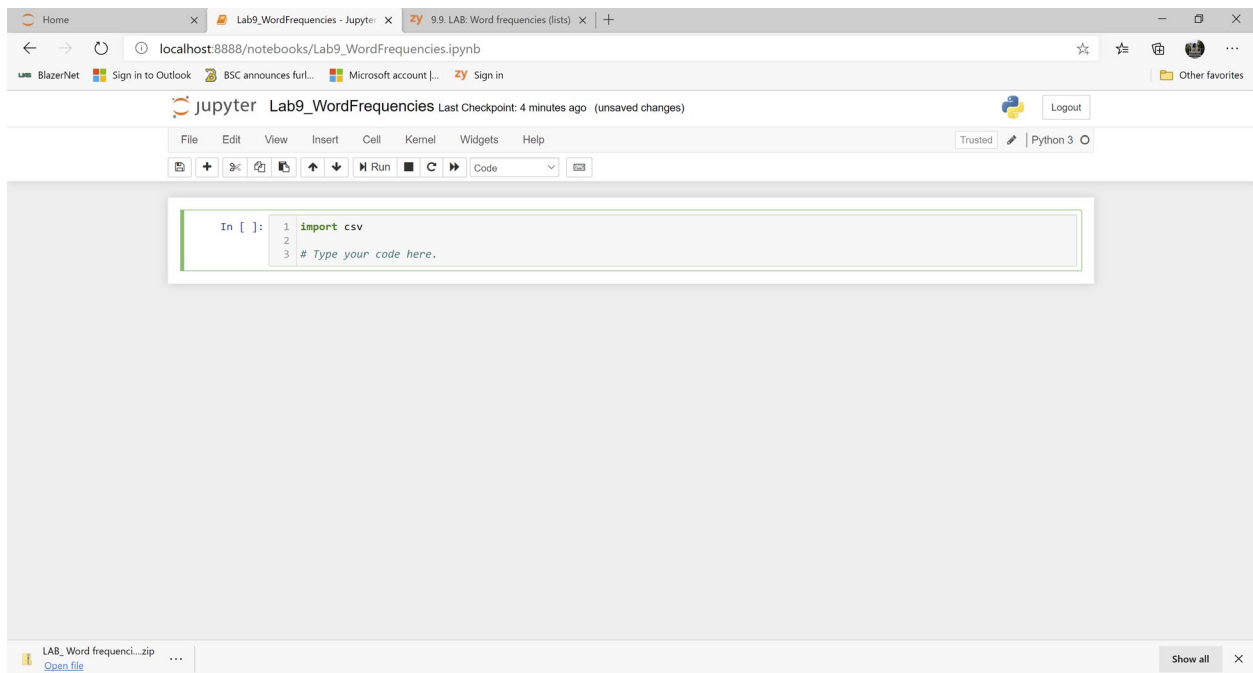 Home
Lab9_WordFrequencies - Jupyter
zy 9.9. LAB: Word frequencies (lists)
localhost:8888/notebooks/Lab9_WordFrequencies.ipynb
UAB BlazerNet Sign in to Outlook BSC announces furl... Microsoft account |... zy Sign in Other favorites
jupyter Lab9_WordFrequencies Last Checkpoint: 4 minutes ago (unsaved changes) Logout
File Edit View Insert Cell Kernel Widgets Help Trusted Python 3
Run Code
In [ ]: 1 import csv
2
3 # Type your code here.
LAB_ Word frequenci....zip
Open file
Show all